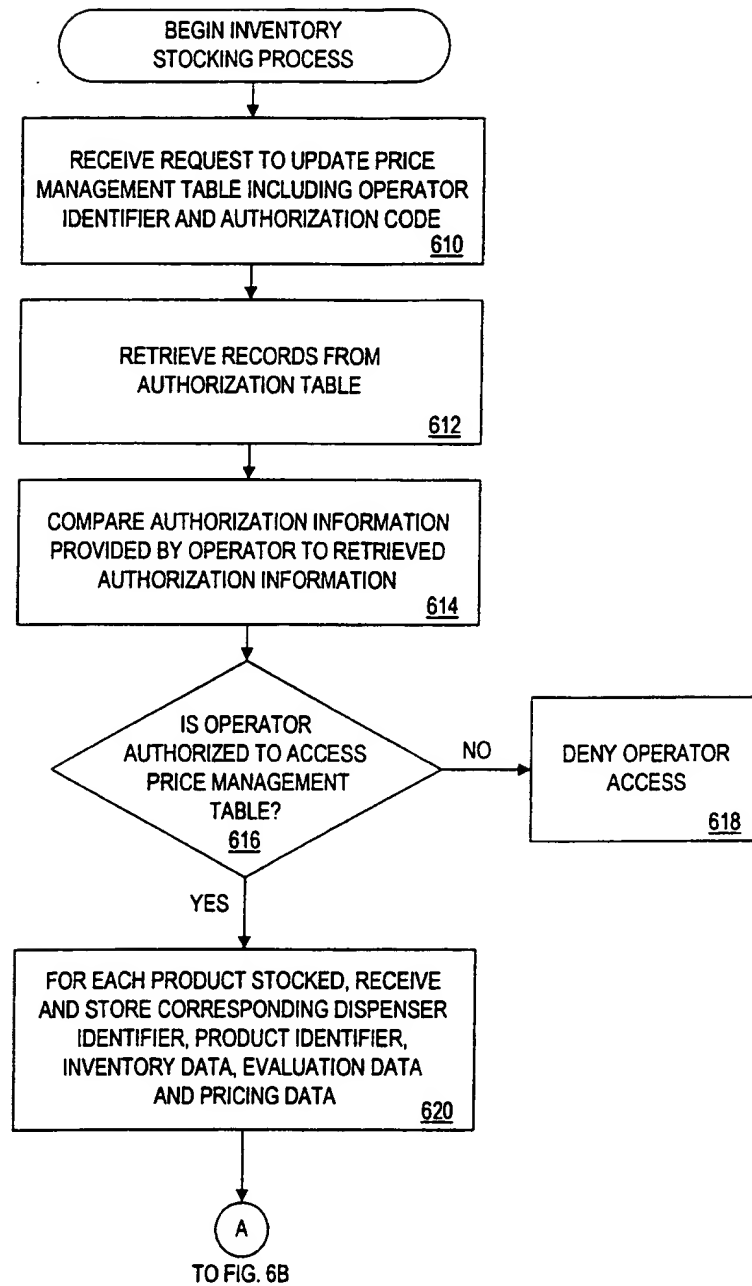 BEGIN INVENTORY
STOCKING PROCESS
RECEIVE REQUEST TO UPDATE PRICE
MANAGEMENT TABLE INCLUDING OPERATOR
IDENTIFIER AND AUTHORIZATION CODE
610
RETRIEVE RECORDS FROM
AUTHORIZATION TABLE
612
COMPARE AUTHORIZATION INFORMATION
PROVIDED BY OPERATOR TO RETRIEVED
AUTHORIZATION INFORMATION
614
IS OPERATOR
AUTHORIZED TO ACCESS
PRICE MANAGEMENT
TABLE?
616
NO
DENY OPERATOR
ACCESS
618
YES
FOR EACH PRODUCT STOCKED, RECEIVE
AND STORE CORRESPONDING DISPENSER
IDENTIFIER, PRODUCT IDENTIFIER,
INVENTORY DATA, EVALUATION DATA
AND PRICING DATA
620
A
TO FIG. 6B